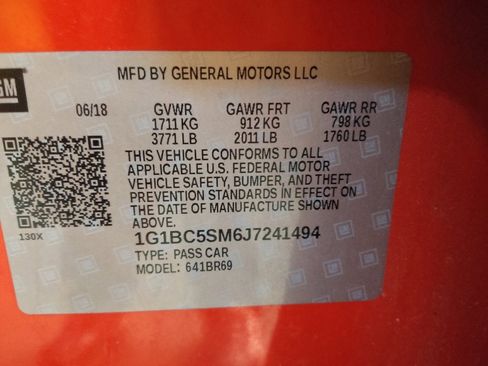 GM
MFD BY GENERAL MOTORS LLC
06/18 GVWR GAWR FRT GAWR RR
1711 KG 912 KG 798 KG
3771 LB 2011 LB 1760 LB
THIS VEHICLE CONFORMS TO ALL
APPLICABLE U.S. FEDERAL MOTOR
VEHICLE SAFETY, BUMPER, AND THEFT
PREVENTION STANDARDS IN EFFECT ON
THE DATE OF MANUFACTURE SHOWN
ABOVE.
130X
1G1BC5SM6J7241494
TYPE: PASS CAR
MODEL: 641BR69